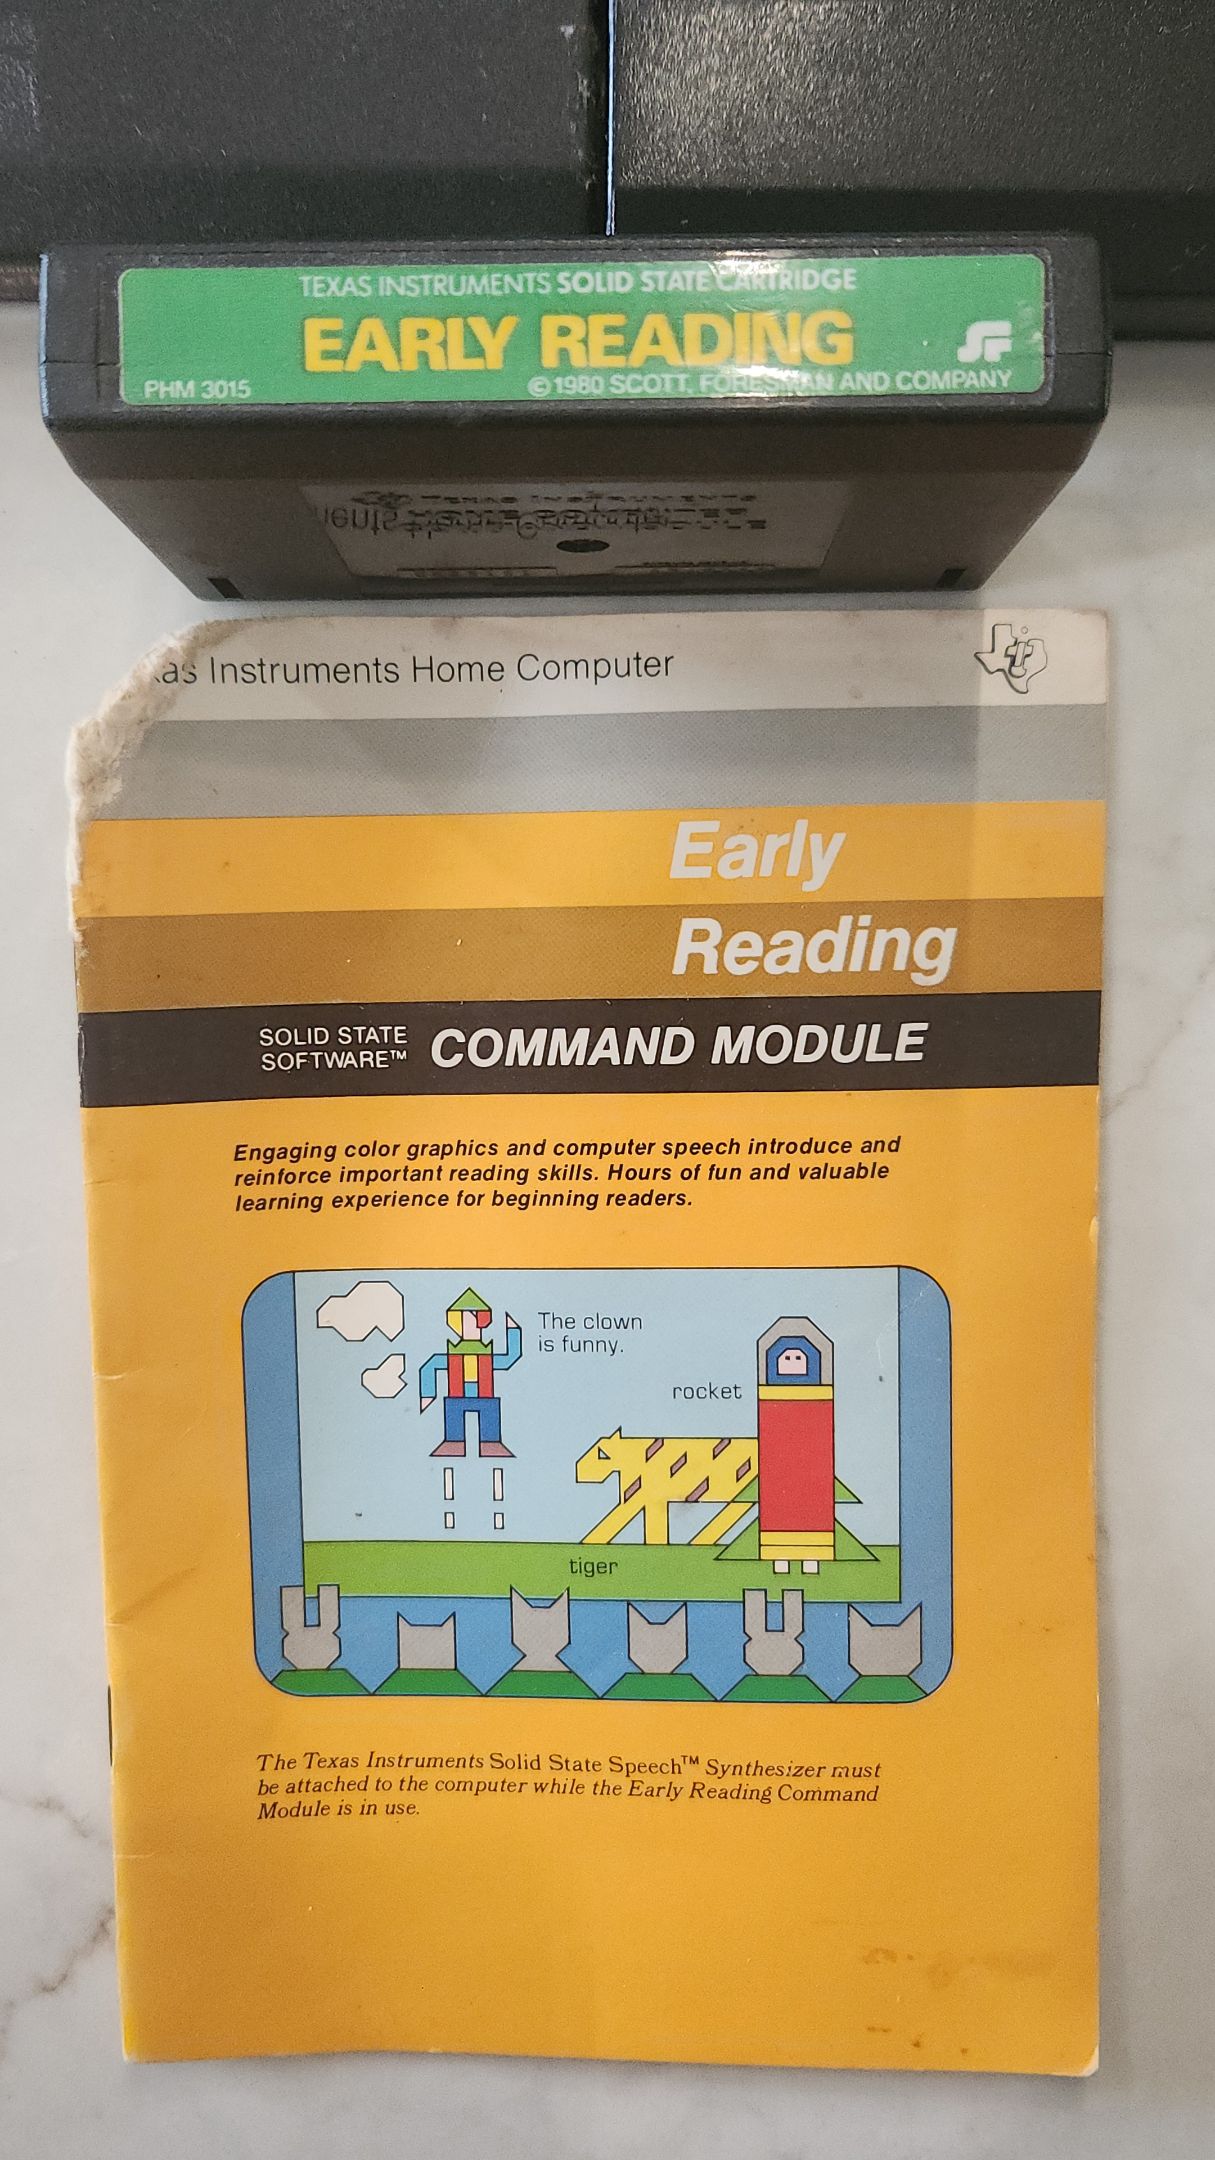 TEXAS INSTRUMENTS SOLID STATE CARTRIDGE
EARLY READING
SF
PHM 3015
©1980 SCOTT, FORESMAN AND COMPANY
Instruments Home Computer
Early
Reading
SOLID STATE
SOFTWARE™
COMMAND MODULE
Engaging color graphics and computer speech introduce and
reinforce important reading skills. Hours of fun and valuable
learning experience for beginning readers.
The clown
is funny.
rocket
tiger
The Texas Instruments Solid State Speech™ Synthesizer must
be attached to the computer while the Early Reading Command
Module is in use.